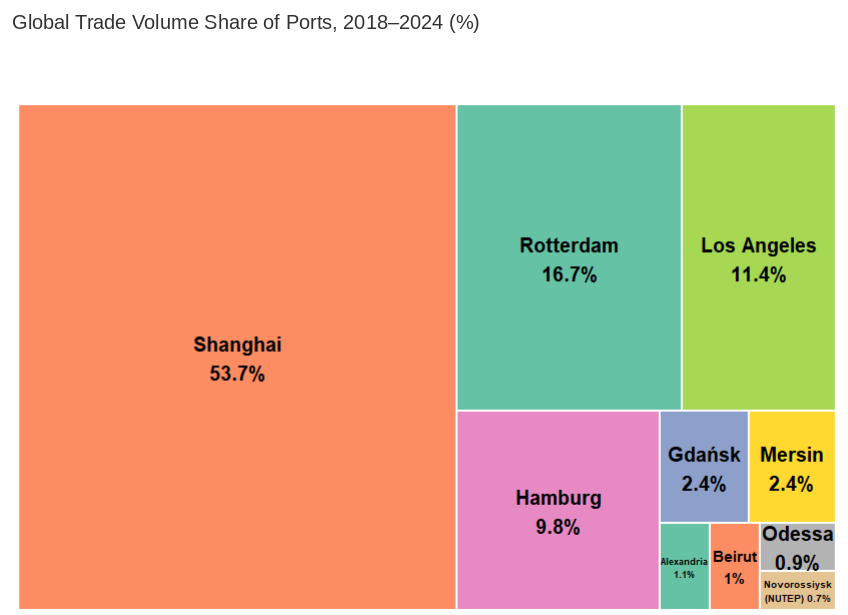 Global Trade Volume Share of Ports, 2018–2024 (%)
Shanghai
53.7%
Rotterdam
16.7%
Los Angeles
11.4%
Hamburg
9.8%
Gdańsk
2.4%
Mersin
2.4%
Alexandria
1.1%
Beirut
1%
Odessa
0.9%
Novorossiysk
(NUTEP) 0.7%